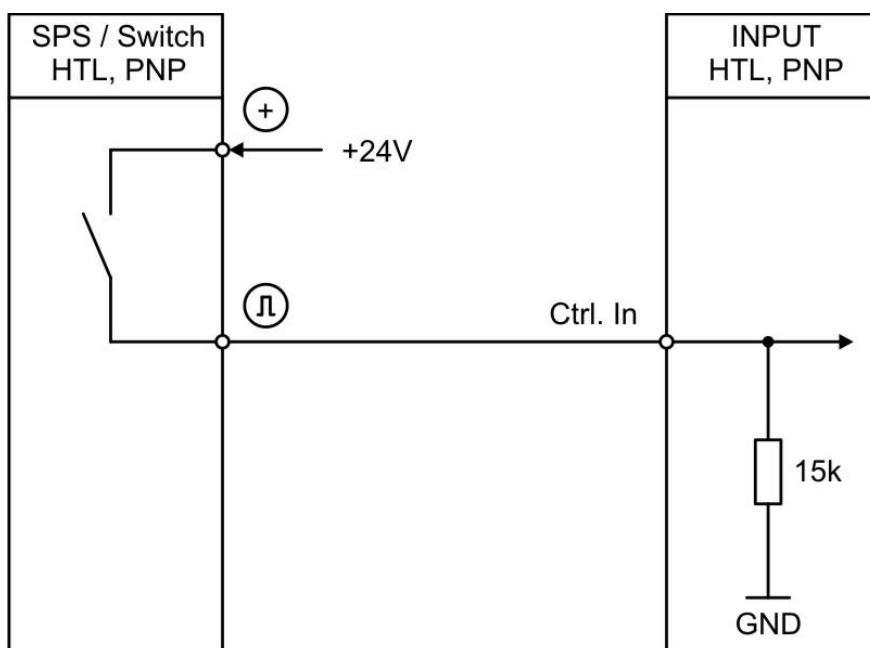 SPS / Switch
HTL, PNP
INPUT
HTL, PNP
+
+24V
Ctrl. In
15k
GND